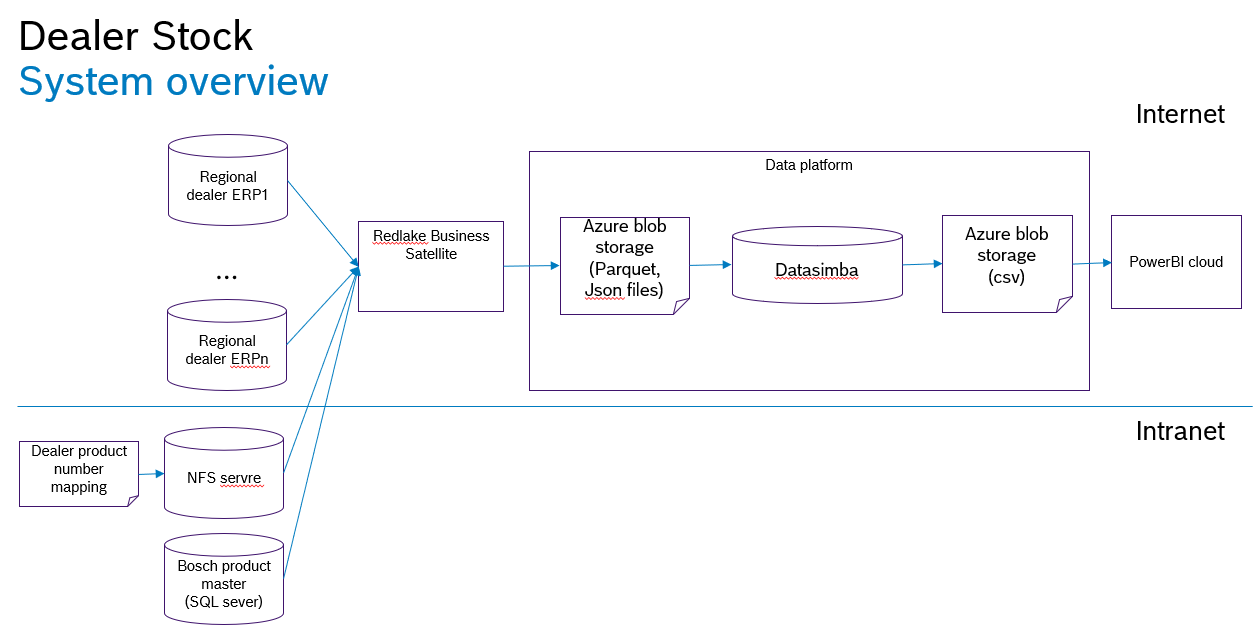 Dealer Stock
System overview
Internet
Regional
dealer ERP1
...
Regional
dealer ERPn
Redlake Business
Satellite
Data platform
Azure blob
storage
(Parquet,
Json files)
Datasimba
Azure blob
storage
(csv)
PowerBI cloud
Intranet
Dealer product
number
mapping
NFS servre
Bosch product
master
(SQL sever)